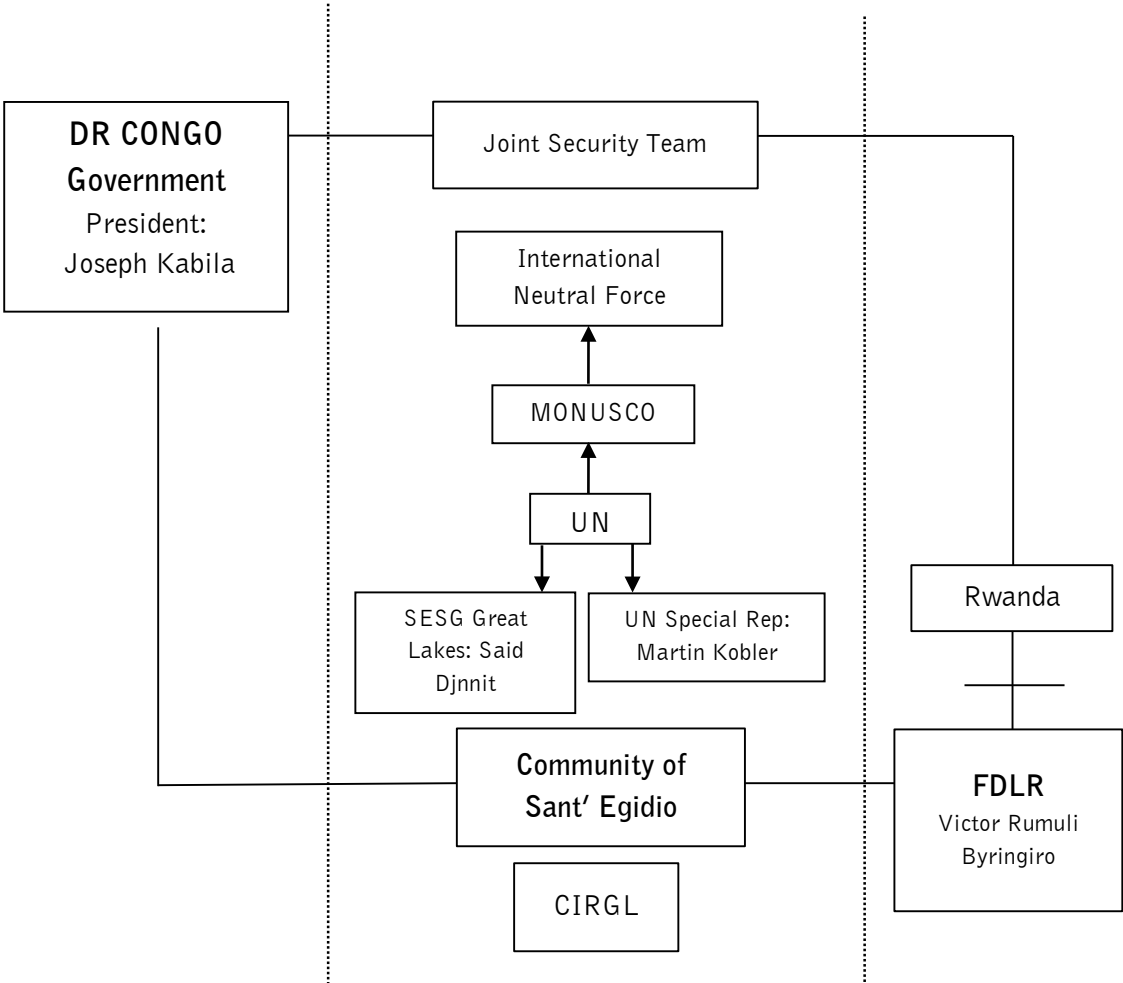 DR CONGO
Government
President:
Joseph Kabila
Joint Security Team
International
Neutral Force
MONUSCO
UN
SESG Great
Lakes: Said
Djnnit
UN Special Rep:
Martin Kobler
Rwanda
Community of
Sant’ Egidio
FDLR
Victor Rumuli
Byringiro
CIRGL